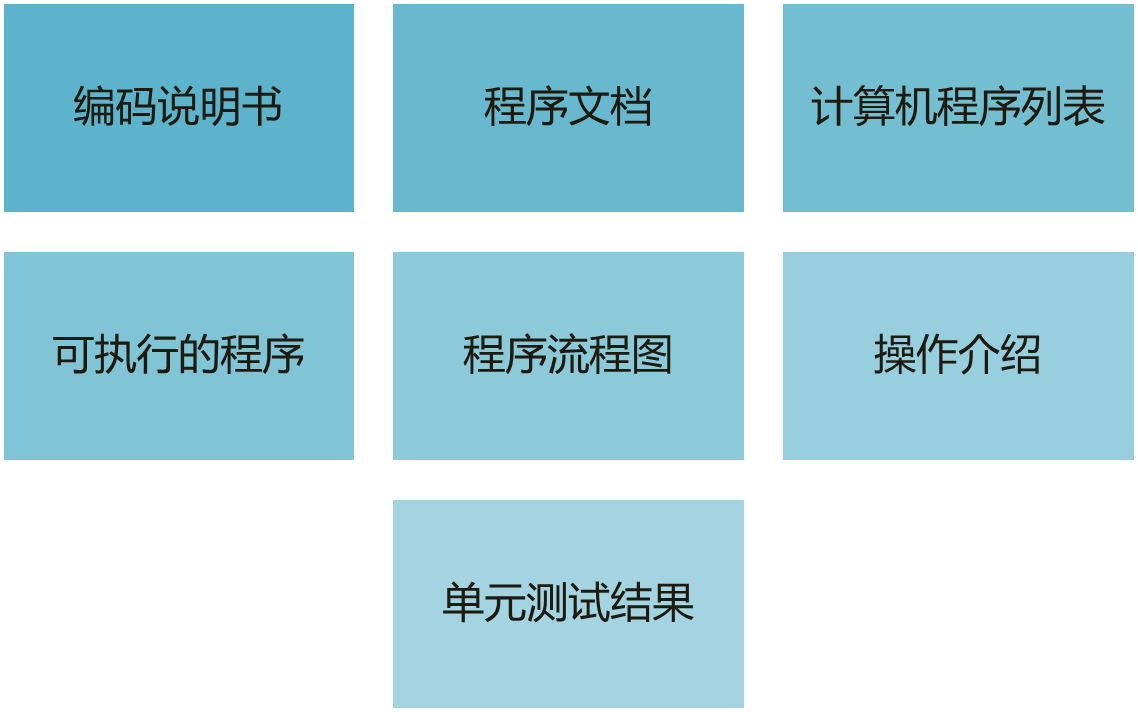 编码说明书
程序文档
计算机程序列表
可执行的程序
程序流程图
操作介绍
单元测试结果